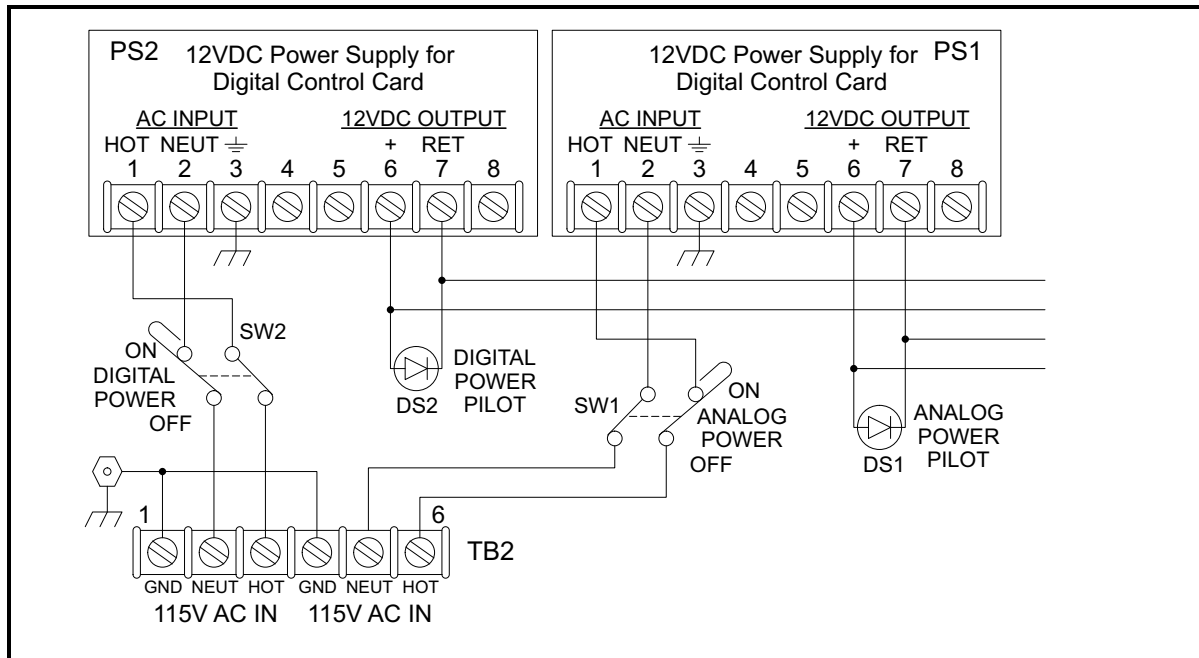 PS2 12VDC Power Supply for
Digital Control Card
AC INPUT 12VDC OUTPUT
HOT NEUT + RET
1 2 3 4 5 6 7 8
12VDC Power Supply for PS1
Digital Control Card
AC INPUT 12VDC OUTPUT
HOT NEUT + RET
1 2 3 4 5 6 7 8
SW2
ON
DIGITAL
POWER
OFF
DS2
DIGITAL
POWER
PILOT
SW1
ON
ANALOG
POWER
OFF
DS1
ANALOG
POWER
PILOT
1 6
TB2
GND NEUT HOT GND NEUT HOT
115V AC IN 115V AC IN